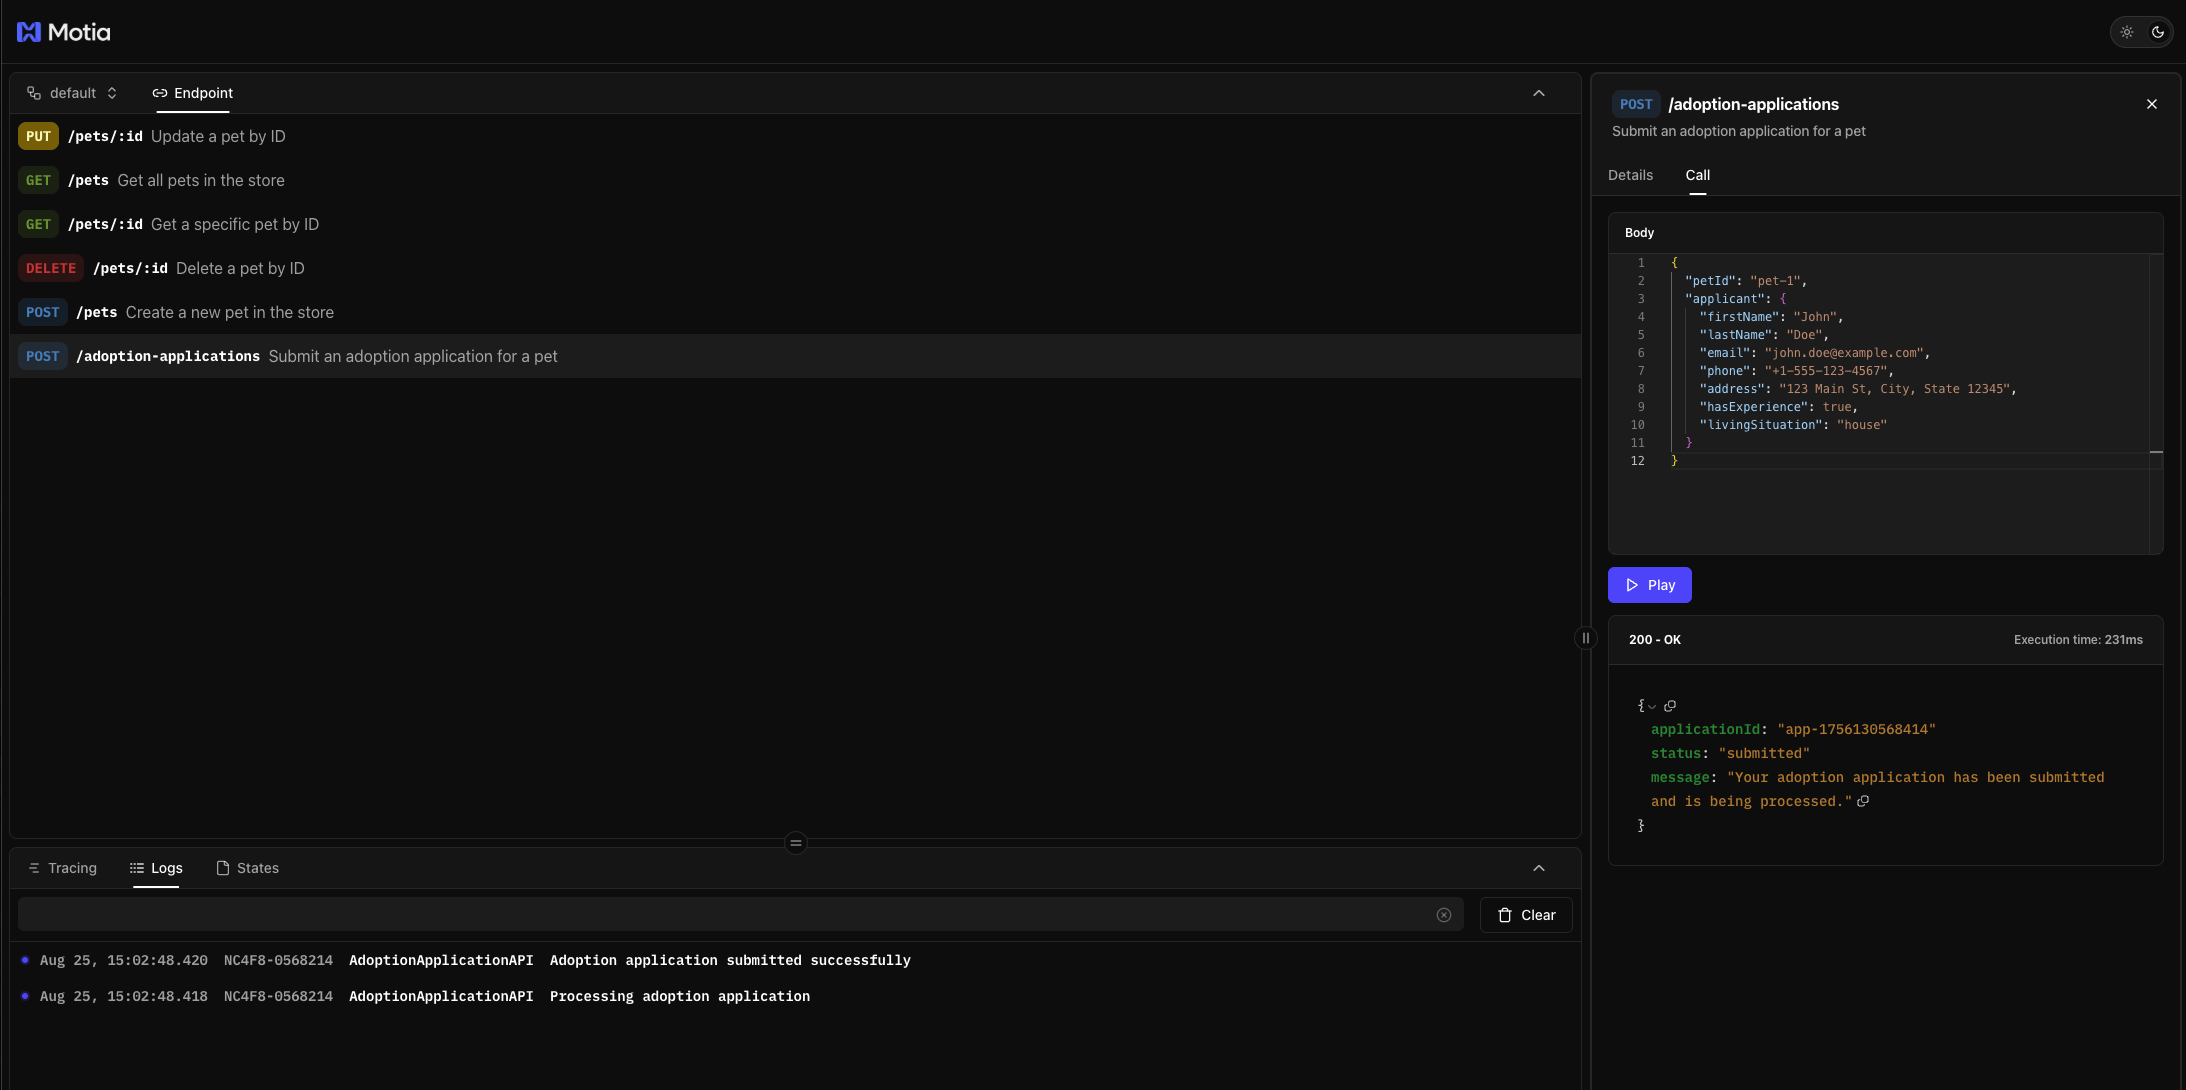 Motia
default Endpoint
PUT /pets/:id Update a pet by ID
GET /pets Get all pets in the store
GET /pets/:id Get a specific pet by ID
DELETE /pets/:id Delete a pet by ID
POST /pets Create a new pet in the store
POST /adoption-applications Submit an adoption application for a pet
Tracing Logs States
Clear
Aug 25, 15:02:48.420 NC4F8-0568214 AdoptionApplicationAPI Adoption application submitted successfully
Aug 25, 15:02:48.418 NC4F8-0568214 AdoptionApplicationAPI Processing adoption application
POST /adoption-applications
Submit an adoption application for a pet
Details Call
Body
1 {
2 "petId": "pet-1",
3 "applicant": {
4 "firstName": "John",
5 "lastName": "Doe",
6 "email": "john.doe@example.com",
7 "phone": "+1-555-123-4567",
8 "address": "123 Main St, City, State 12345",
9 "hasExperience": true,
10 "livingSituation": "house"
11 }
12 }
Play
200 - OK Execution time: 231ms
{
applicationId: "app-1756130568414"
status: "submitted"
message: "Your adoption application has been submitted
and is being processed."
}